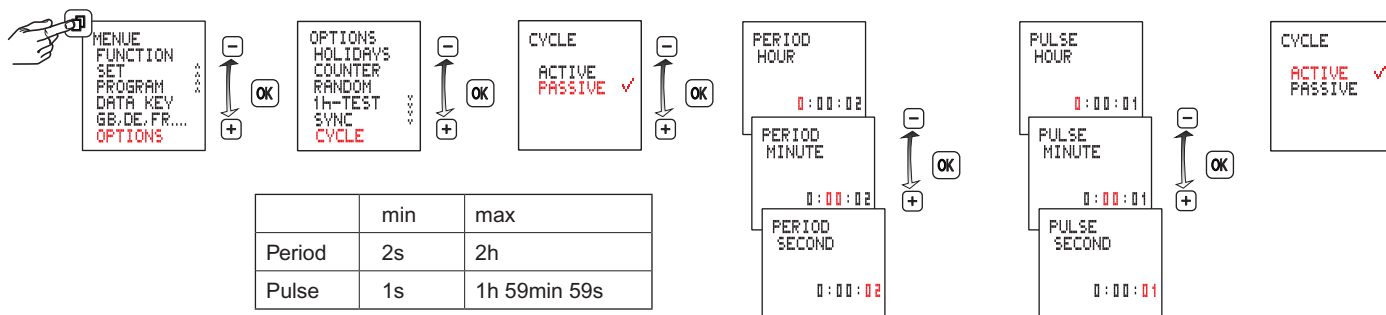 MENUE
FUNCTION
SET
PROGRAM
DATA KEY
GB,DE,FR....
OPTIONS
−
OK
+
OPTIONS
HOLIDAYS
COUNTER
RANDOM
1h-TEST
SYNC
CYCLE
−
OK
+
CYCLE
ACTIVE
PASSIVE ✓
−
OK
+
PERIOD
HOUR
0:00:02
PERIOD
MINUTE
0:00:02
PERIOD
SECOND
0:00:02
−
OK
+
PULSE
HOUR
0:00:01
PULSE
MINUTE
0:00:01
PULSE
SECOND
0:00:01
−
OK
+
CYCLE
ACTIVE ✓
PASSIVE
min max
Period 2s 2h
Pulse 1s 1h 59min 59s